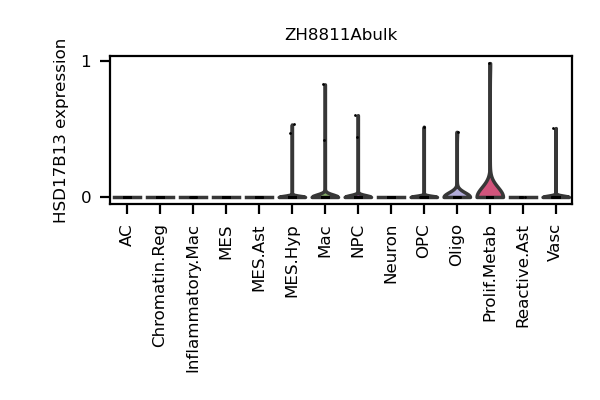 ZH8811Abulk
HSD17B13 expression
1
0
AC
Chromatin.Reg
Inflammatory.Mac
MES
MES.Ast
MES.Hyp
Mac
NPC
Neuron
OPC
Oligo
Prolif.Metab
Reactive.Ast
Vasc